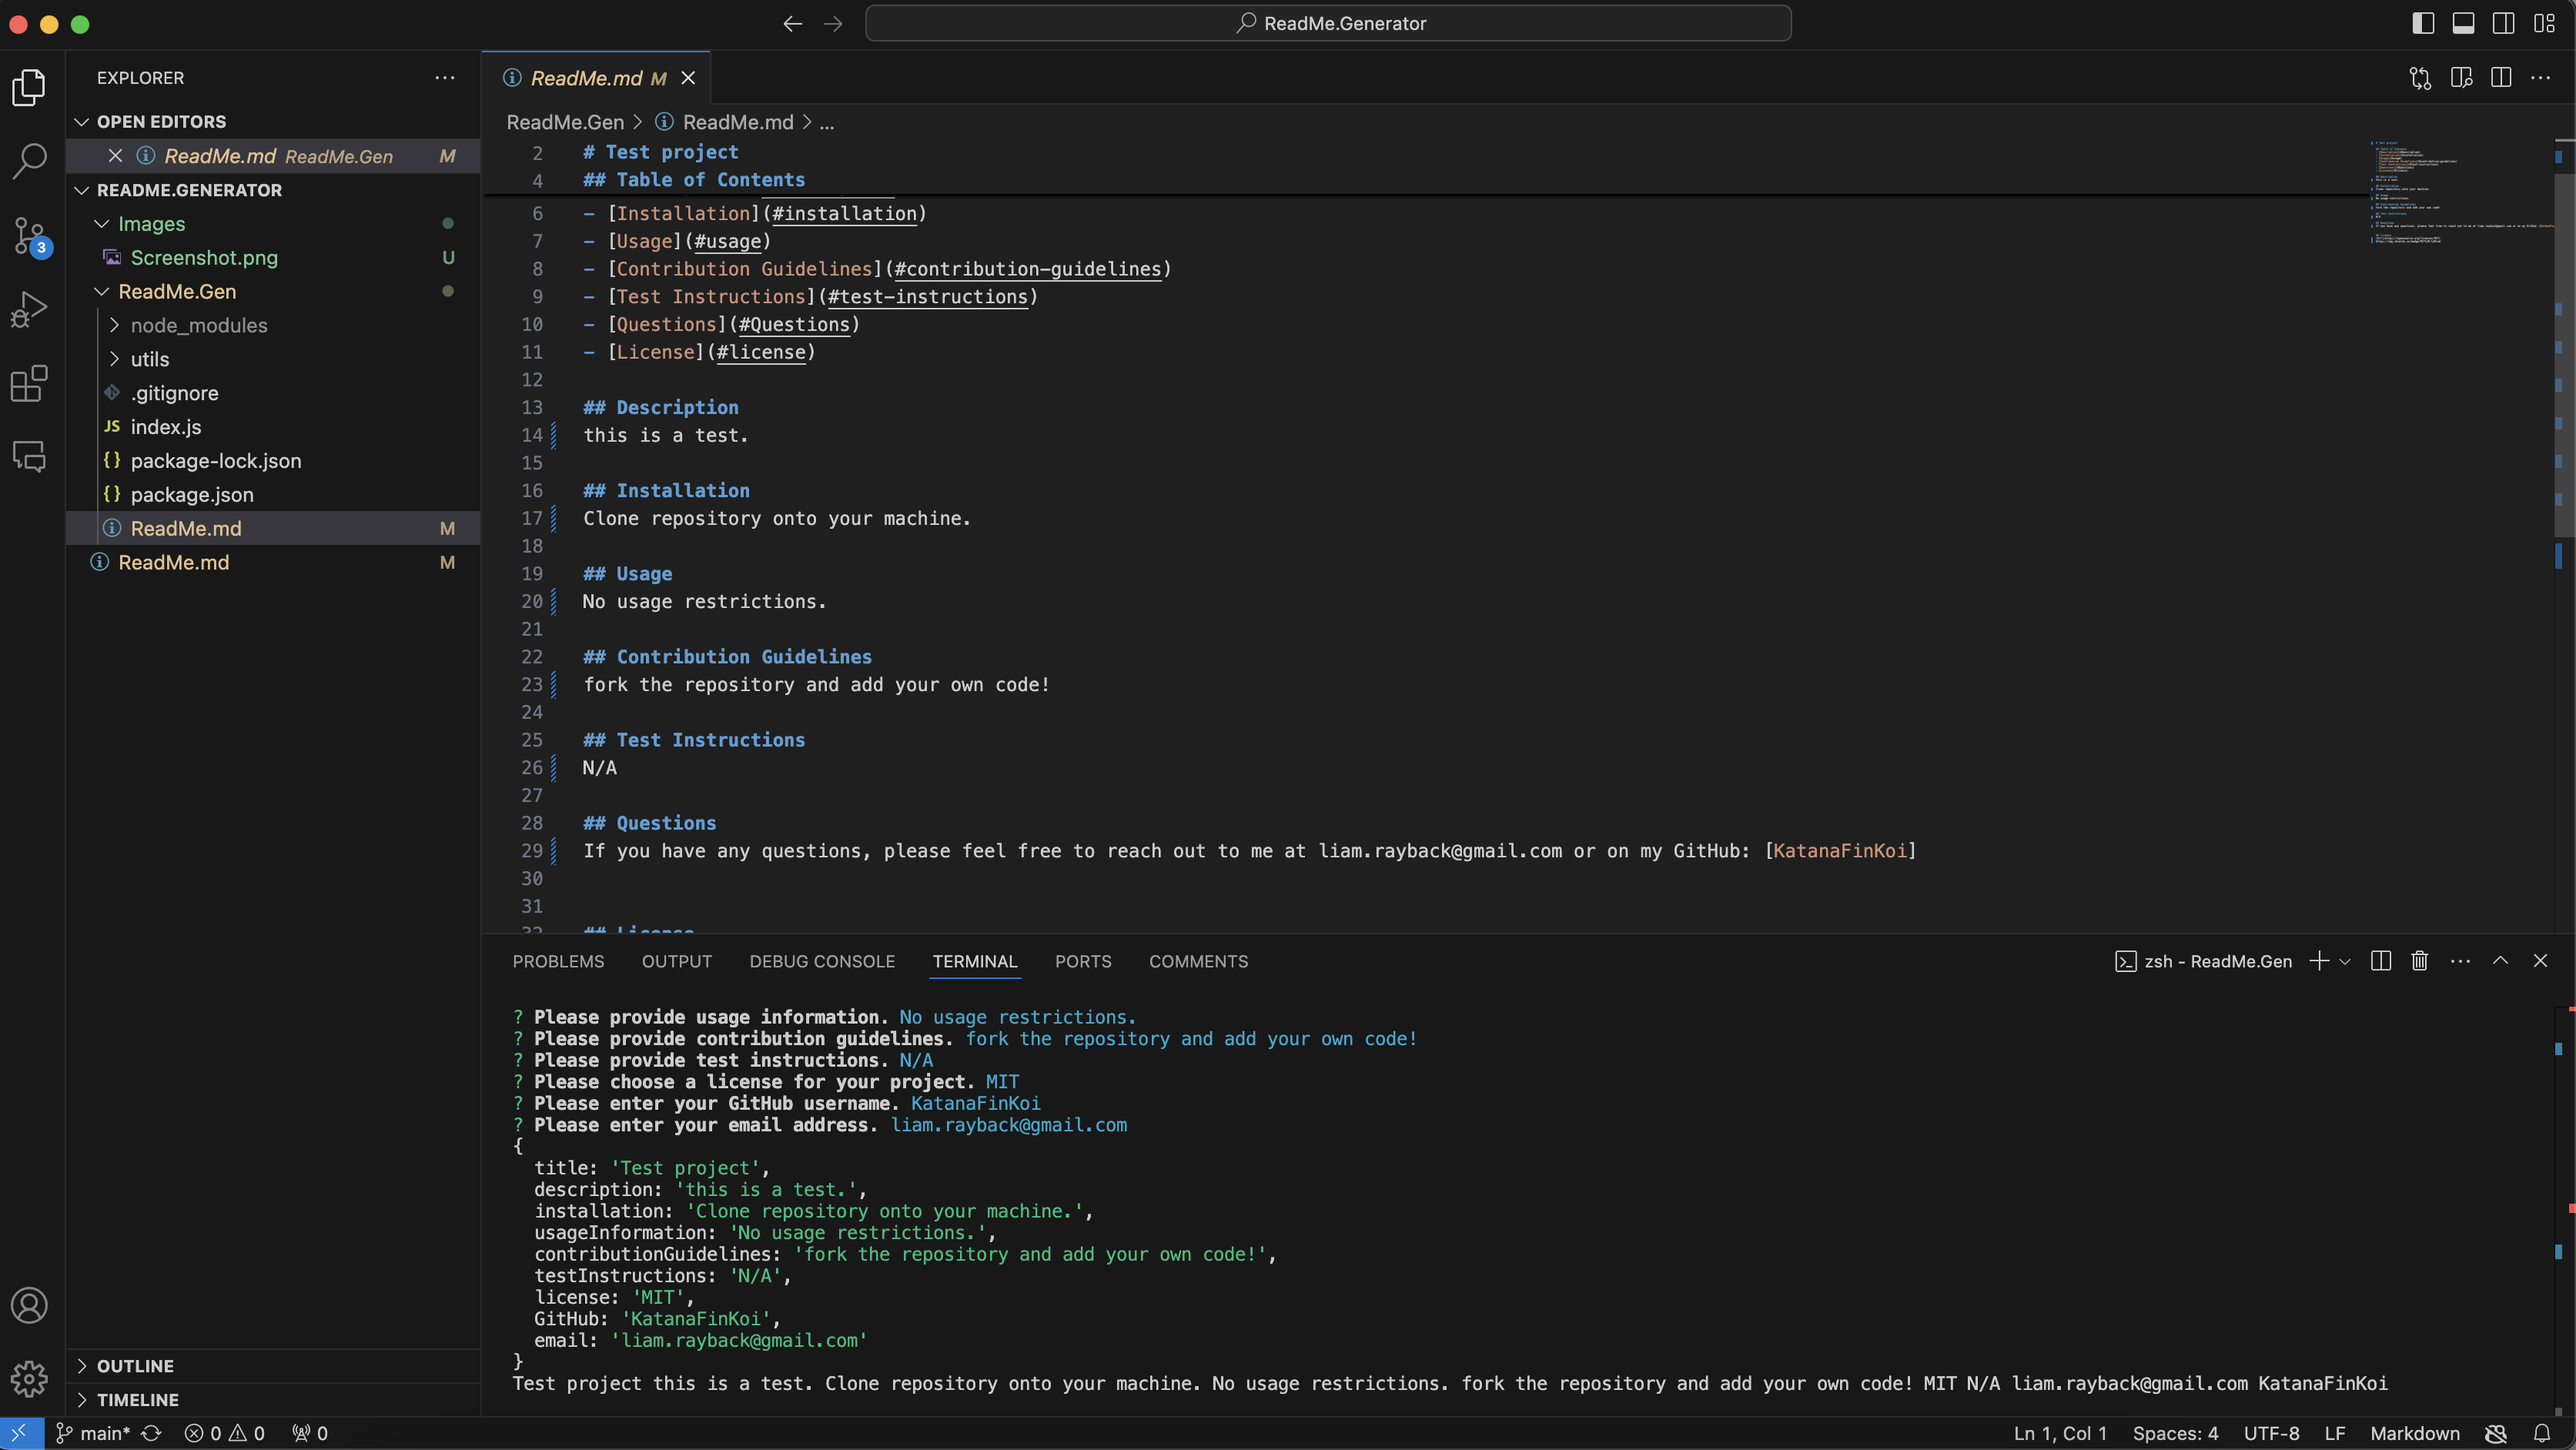 ReadMe.Generator
EXPLORER
OPEN EDITORS
ReadMe.md ReadMe.Gen M
README.GENERATOR
Images
Screenshot.png U
ReadMe.Gen
node_modules
utils
.gitignore
JS index.js
{} package-lock.json
{} package.json
ReadMe.md M
ReadMe.md M
3
OUTLINE
TIMELINE
ReadMe.md M
ReadMe.Gen > ReadMe.md > ...
2 # Test project
4 ## Table of Contents
6 - [Installation](#installation)
7 - [Usage](#usage)
8 - [Contribution Guidelines](#contribution-guidelines)
9 - [Test Instructions](#test-instructions)
10 - [Questions](#Questions)
11 - [License](#license)
12
13 ## Description
14 this is a test.
15
16 ## Installation
17 Clone repository onto your machine.
18
19 ## Usage
20 No usage restrictions.
21
22 ## Contribution Guidelines
23 fork the repository and add your own code!
24
25 ## Test Instructions
26 N/A
27
28 ## Questions
29 If you have any questions, please feel free to reach out to me at liam.rayback@gmail.com or on my GitHub: [KatanaFinKoi]
30
31
32 ## License
PROBLEMS OUTPUT DEBUG CONSOLE TERMINAL PORTS COMMENTS
zsh - ReadMe.Gen
? Please provide usage information. No usage restrictions.
? Please provide contribution guidelines. fork the repository and add your own code!
? Please provide test instructions. N/A
? Please choose a license for your project. MIT
? Please enter your GitHub username. KatanaFinKoi
? Please enter your email address. liam.rayback@gmail.com
{
title: 'Test project',
description: 'this is a test.',
installation: 'Clone repository onto your machine.',
usageInformation: 'No usage restrictions.',
contributionGuidelines: 'fork the repository and add your own code!',
testInstructions: 'N/A',
license: 'MIT',
GitHub: 'KatanaFinKoi',
email: 'liam.rayback@gmail.com'
}
Test project this is a test. Clone repository onto your machine. No usage restrictions. fork the repository and add your own code! MIT N/A liam.rayback@gmail.com KatanaFinKoi
main* 0 0 0
Ln 1, Col 1 Spaces: 4 UTF-8 LF Markdown